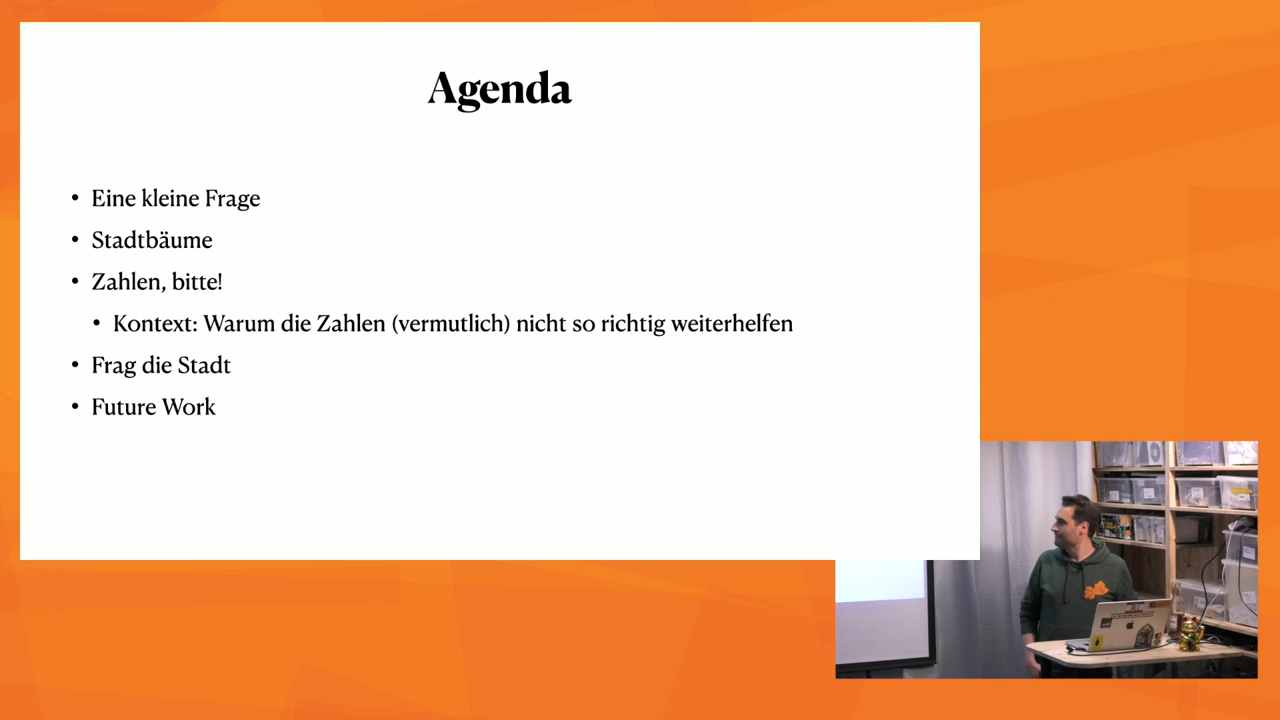 Agenda
• Eine kleine Frage
• Stadtbäume
• Zahlen, bitte!
• Kontext: Warum die Zahlen (vermutlich) nicht so richtig weiterhelfen
• Frag die Stadt
• Future Work